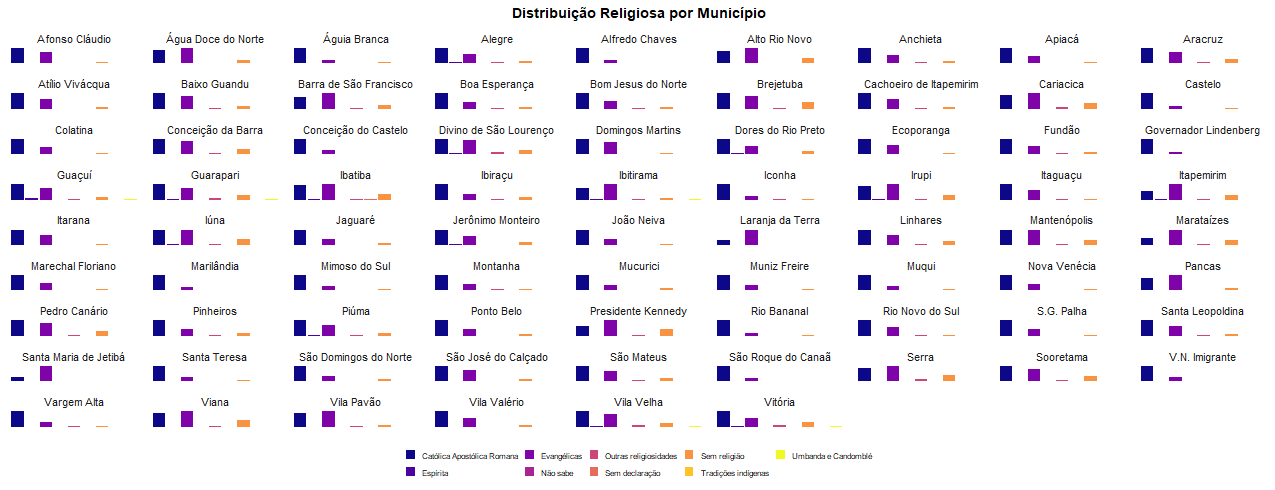 Distribuição Religiosa por Município
Afonso Cláudio Água Doce do Norte Águia Branca Alegre Alfredo Chaves Alto Rio Novo Anchieta Apiacá Aracruz
Atílio Vivácqua Baixo Guandu Barra de São Francisco Boa Esperança Bom Jesus do Norte Brejetuba Cachoeiro de Itapemirim Cariacica Castelo
Colatina Conceição da Barra Conceição do Castelo Divino de São Lourenço Domingos Martins Dores do Rio Preto Ecoporanga Fundão Governador Lindenberg
Guaçuí Guarapari Ibatiba Ibiraçu Ibitirama Iconha Irupi Itaguaçu Itapemirim
Itarana Iúna Jaguaré Jerônimo Monteiro João Neiva Laranja da Terra Linhares Mantenópolis Marataízes
Marechal Floriano Marilândia Mimoso do Sul Montanha Mucurici Muniz Freire Muqui Nova Venécia Pancas
Pedro Canário Pinheiros Piúma Ponto Belo Presidente Kennedy Rio Bananal Rio Novo do Sul S.G. Palha Santa Leopoldina
Santa Maria de Jetibá Santa Teresa São Domingos do Norte São José do Calçado São Mateus São Roque do Canaã Serra Sooretama V.N. Imigrante
Vargem Alta Viana Vila Pavão Vila Valério Vila Velha Vitória
Católica Apostólica Romana Evangélicas Outras religiosidades Sem religião Umbanda e Candomblé
Espírita Não sabe Sem declaração Tradições indígenas